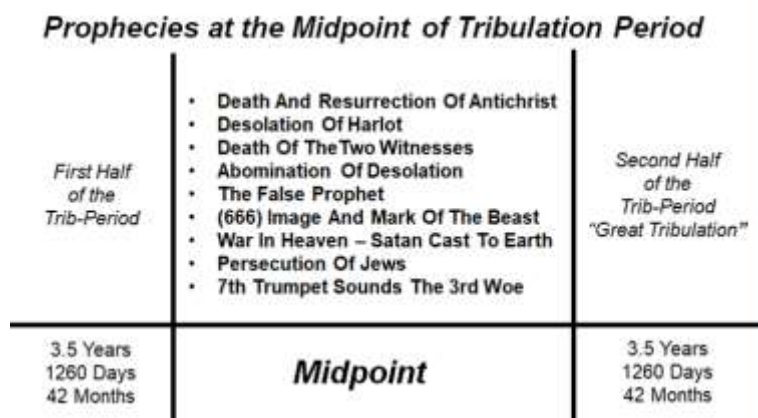 Prophecies at the Midpoint of Tribulation Period
First Half
of the
Trib-Period
• Death And Resurrection Of Antichrist
• Desolation Of Harlot
• Death Of The Two Witnesses
• Abomination Of Desolation
• The False Prophet
• (666) Image And Mark Of The Beast
• War In Heaven – Satan Cast To Earth
• Persecution Of Jews
• 7th Trumpet Sounds The 3rd Woe
Second Half
of the
Trib-Period
"Great Tribulation"
3.5 Years
1260 Days
42 Months
Midpoint
3.5 Years
1260 Days
42 Months